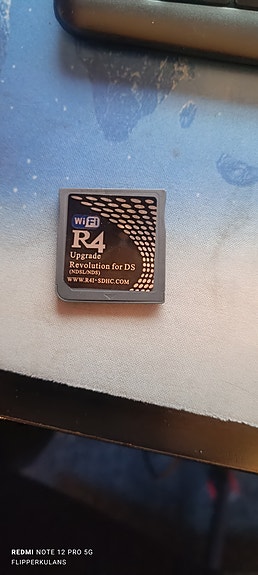 WiFi
R4
Upgrade
Revolution for DS
(NDSL/NDS)
WWW.R4I-SDHC.COM
REDMI NOTE 12 PRO 5G
FLIPPERKULANS